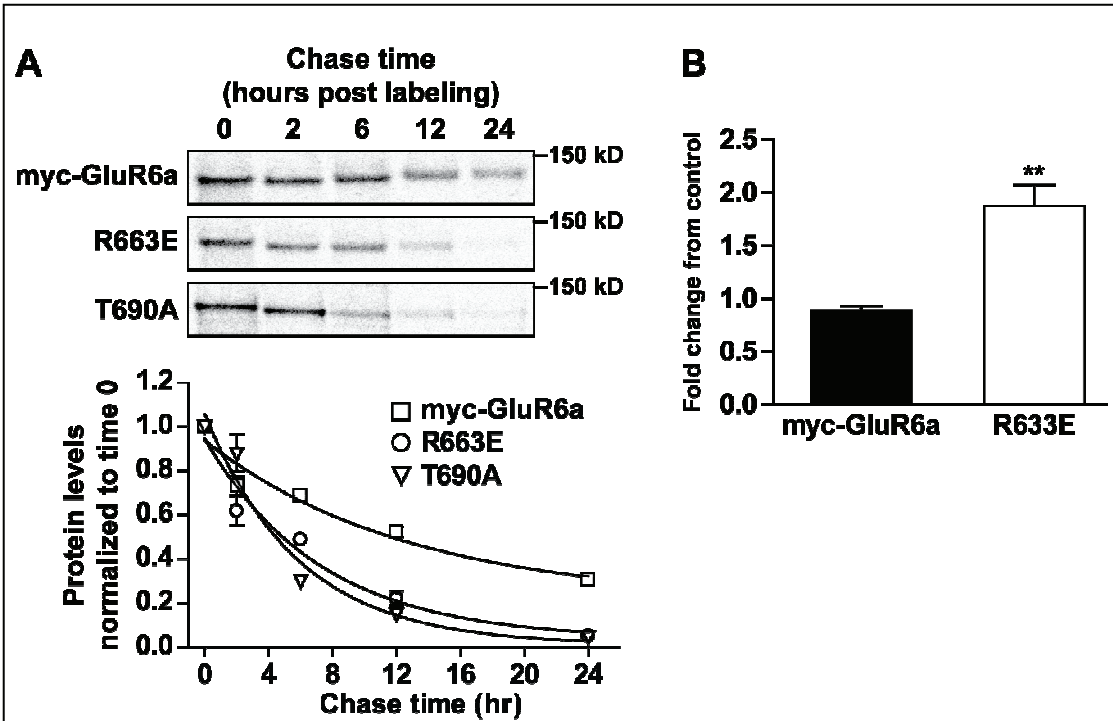 A
Chase time
(hours post labeling)
0 2 6 12 24
myc-GluR6a
150 kD
R663E
150 kD
T690A
150 kD
Protein levels
normalized to time 0
1.2
1.0
0.8
0.6
0.4
0.2
0.0
myc-GluR6a
R663E
T690A
0 4 8 12 16 20 24
Chase time (hr)
B
Fold change from control
2.5
2.0
1.5
1.0
0.5
0.0
**
myc-GluR6a R633E